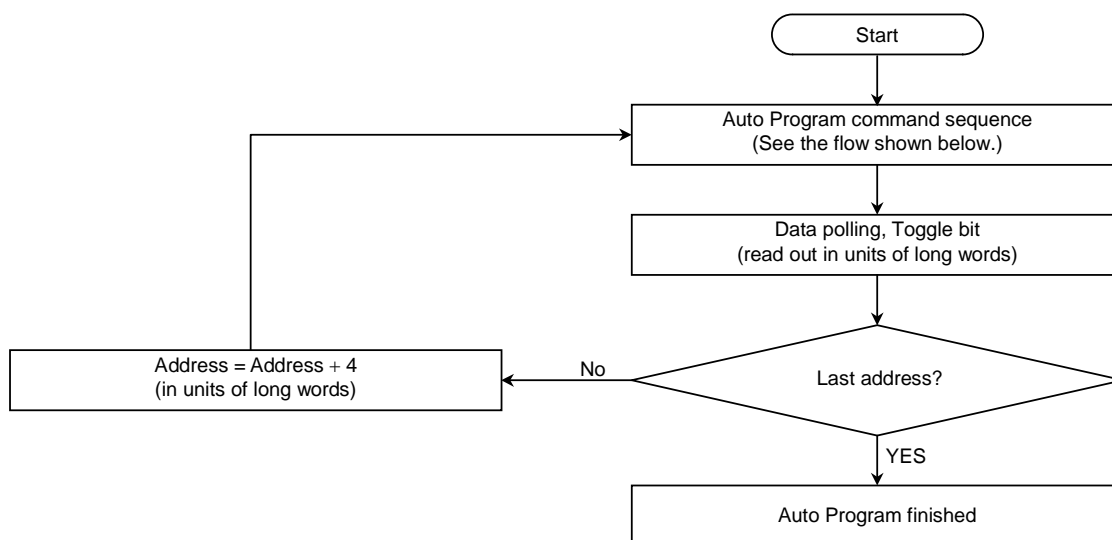 Start
Auto Program command sequence
(See the flow shown below.)
Data polling, Toggle bit
(read out in units of long words)
Last address?
No
Address = Address + 4
(in units of long words)
YES
Auto Program finished